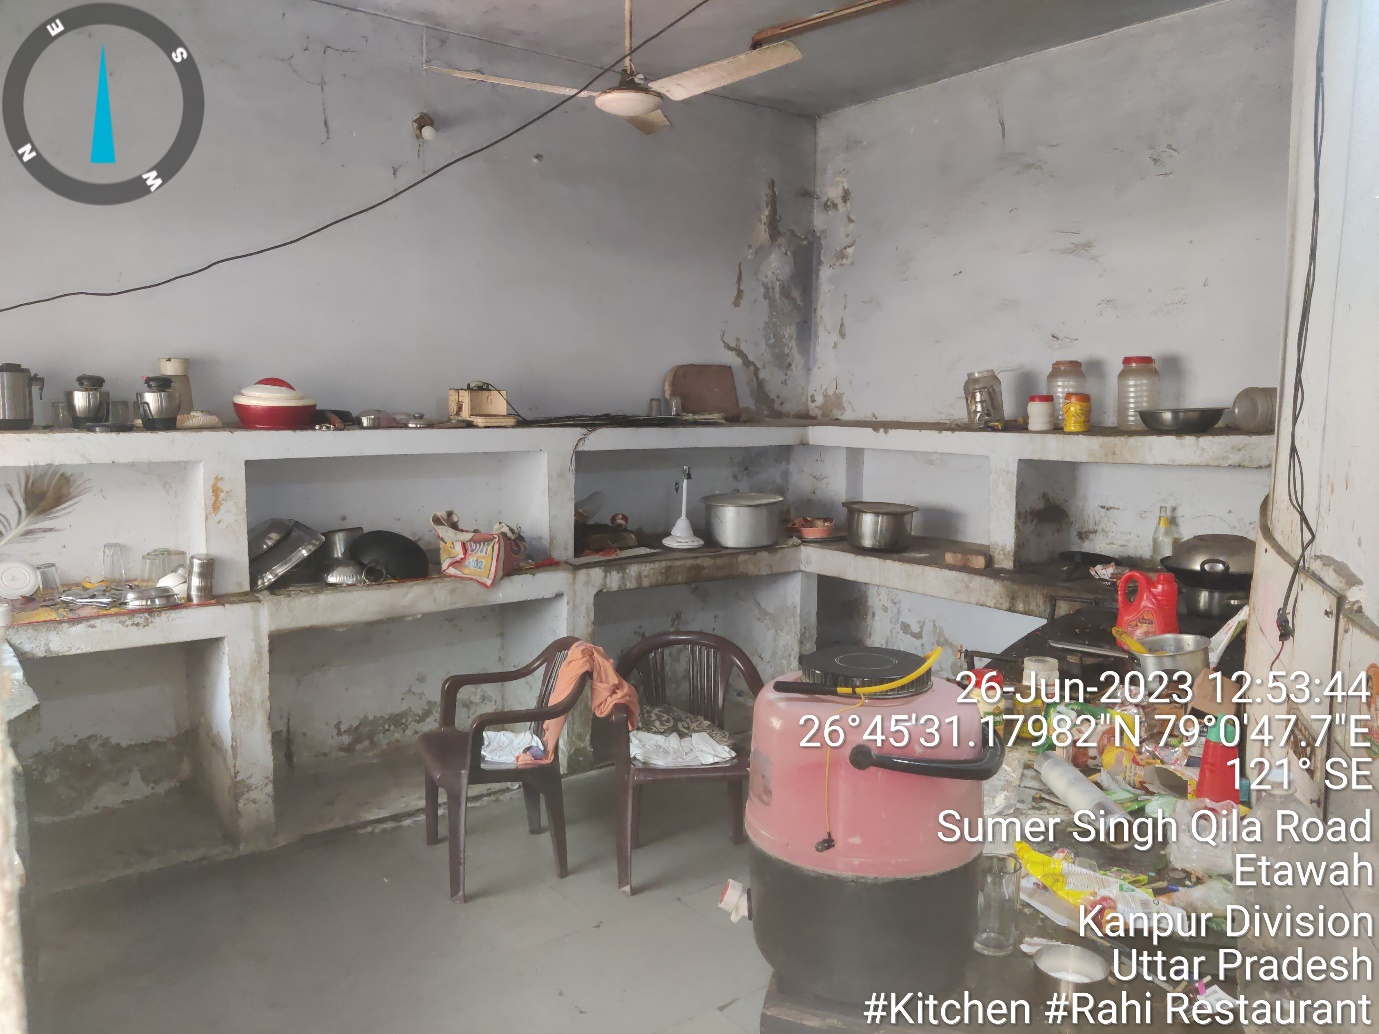 E
S
N
W
26-Jun-2023 12:53:44
26°45'31.17982"N 79°0'47.7"E
121° SE
Sumer Singh Qila Road
Etawah
Kanpur Division
Uttar Pradesh
#Kitchen #Rahi Restaurant